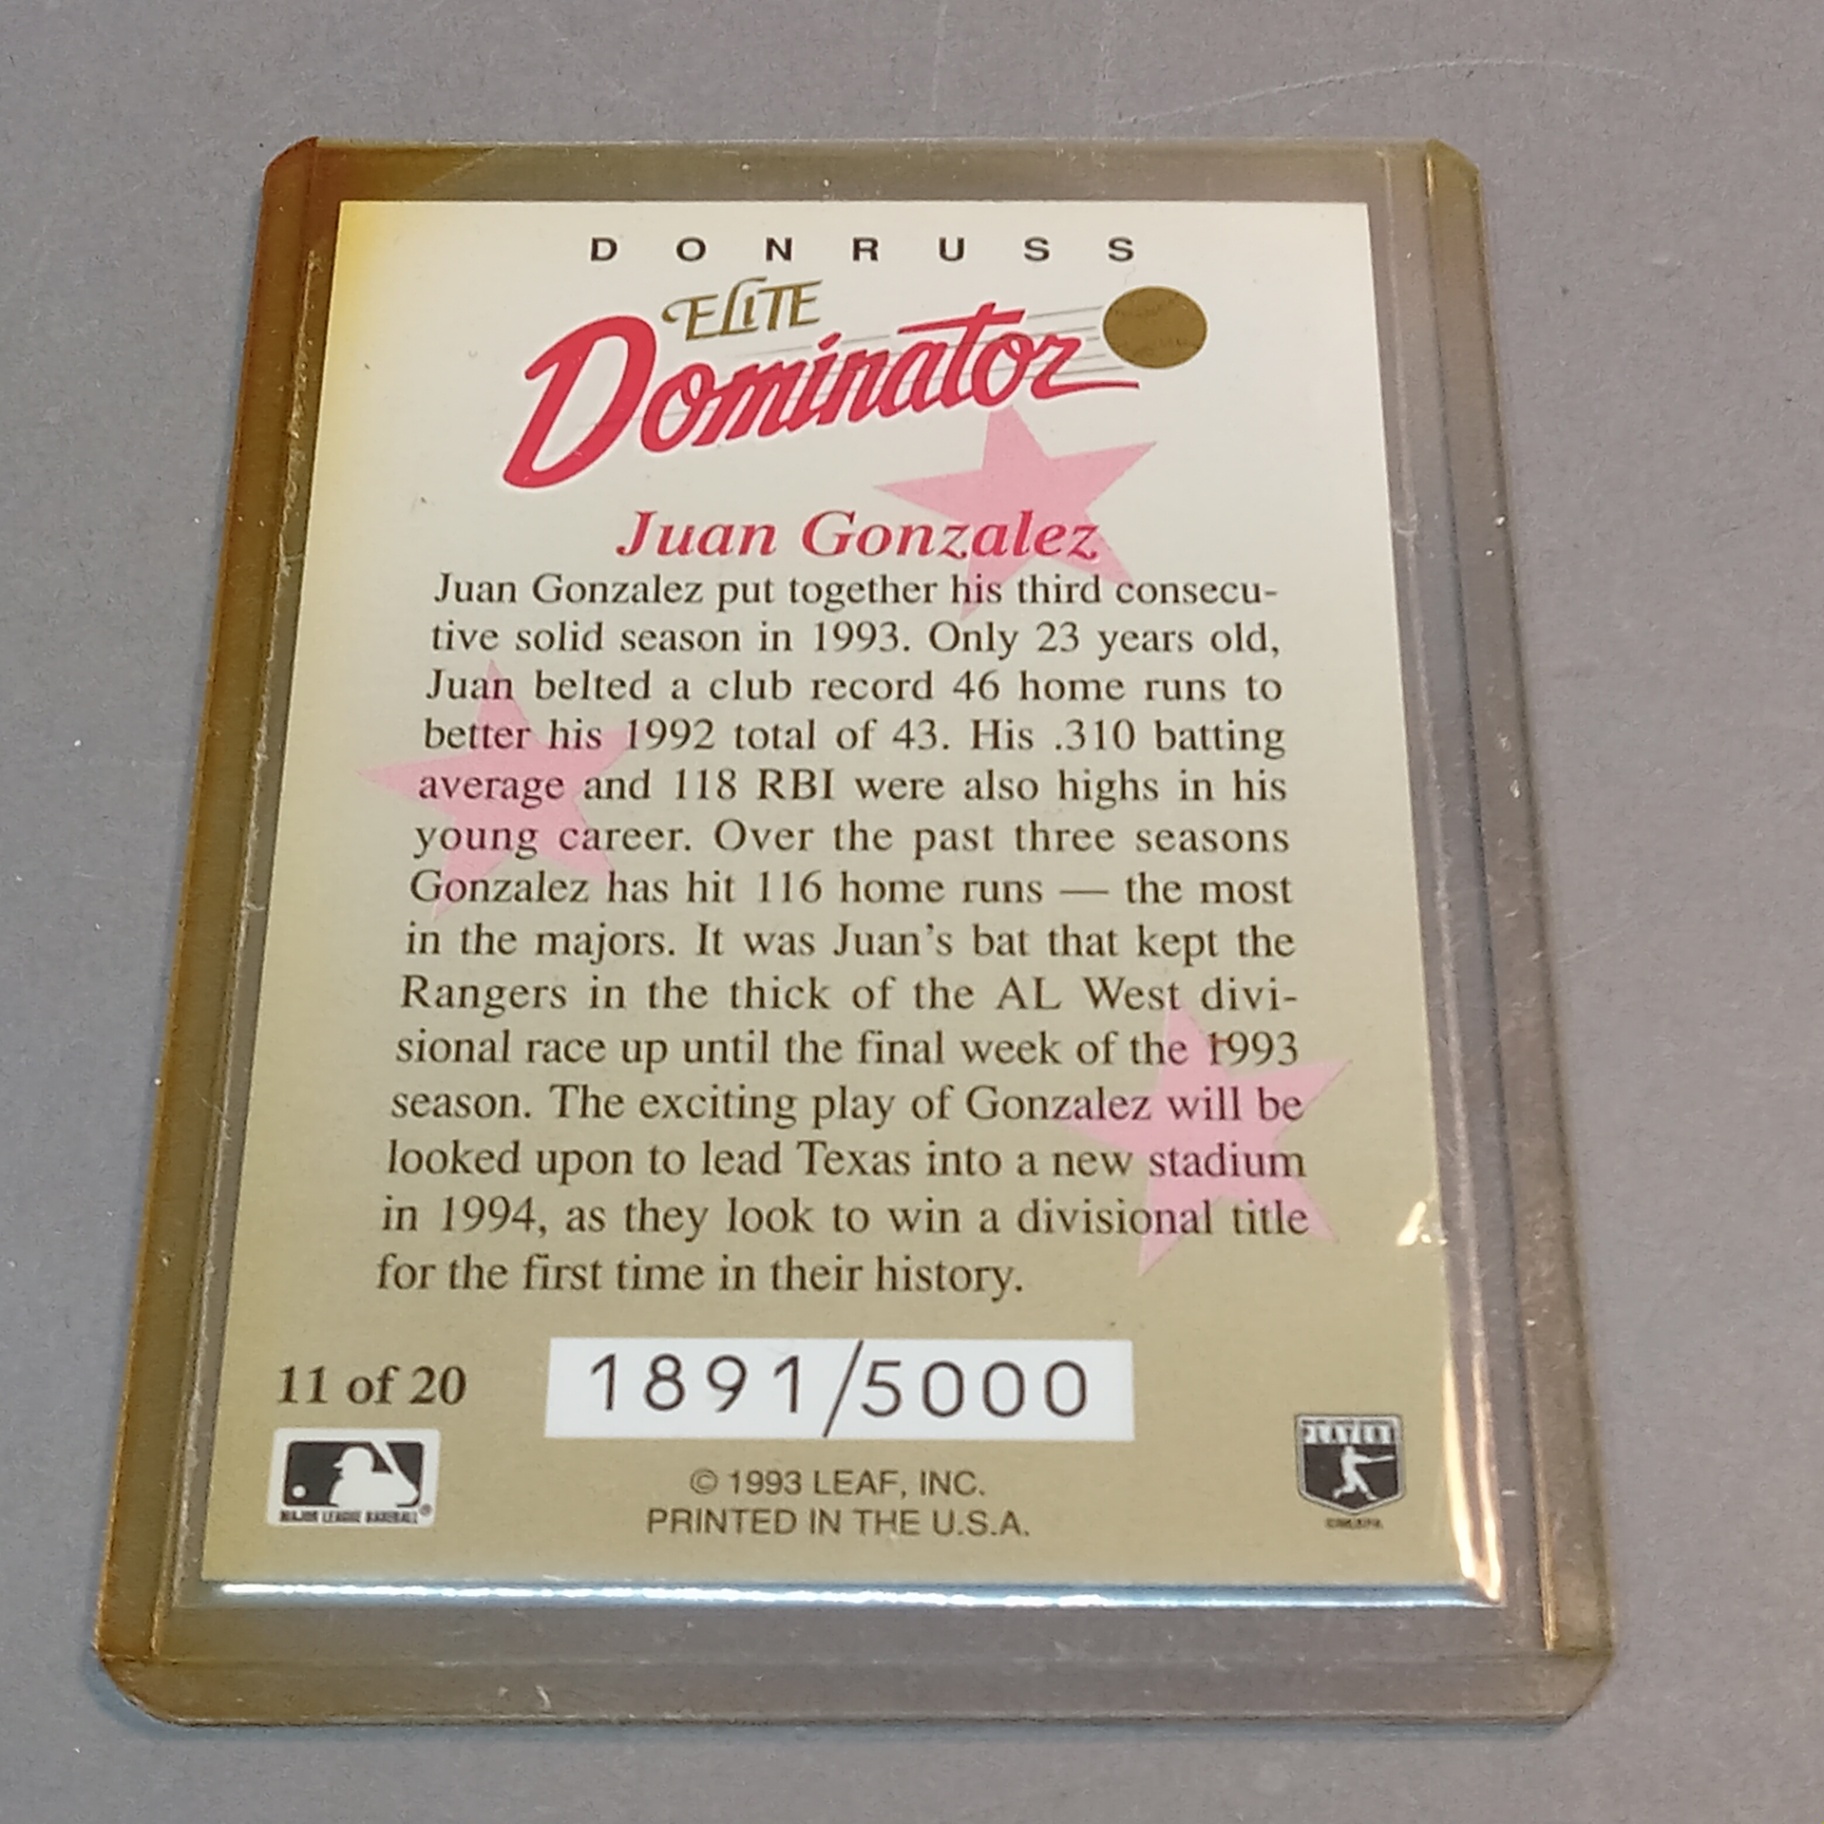 DONRUSS
ELITE
Dominator
Juan Gonzalez
Juan Gonzalez put together his third consecu-
tive solid season in 1993. Only 23 years old,
Juan belted a club record 46 home runs to
better his 1992 total of 43. His .310 batting
average and 118 RBI were also highs in his
young career. Over the past three seasons
Gonzalez has hit 116 home runs — the most
in the majors. It was Juan's bat that kept the
Rangers in the thick of the AL West divi-
sional race up until the final week of the 1993
season. The exciting play of Gonzalez will be
looked upon to lead Texas into a new stadium
in 1994, as they look to win a divisional title
for the first time in their history.
11 of 20
1891/5000
MAJOR LEAGUE BASEBALL®
PLAYERS
© 1993 LEAF, INC.
PRINTED IN THE U.S.A.